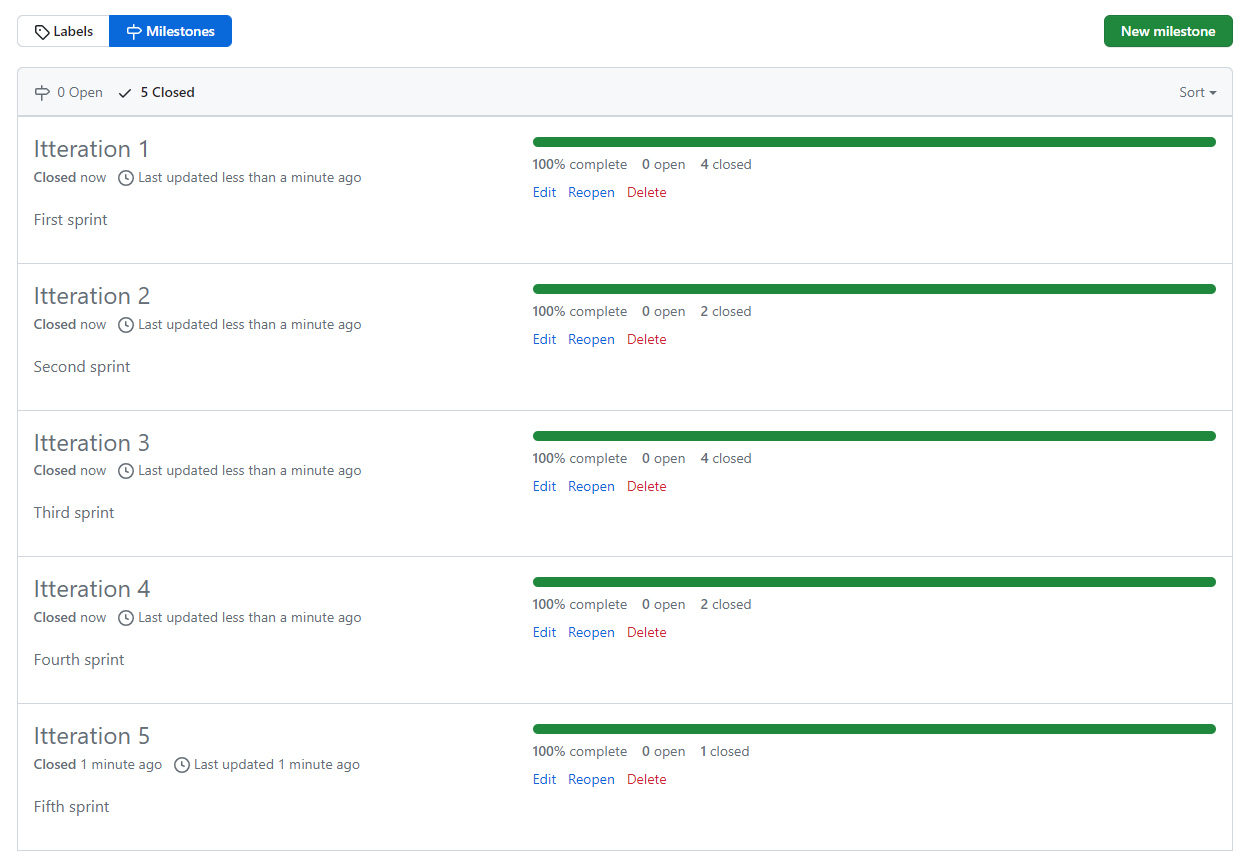 Labels Milestones New milestone
0 Open 5 Closed Sort
Itteration 1
Closed now Last updated less than a minute ago
First sprint
100% complete 0 open 4 closed
Edit Reopen Delete
Itteration 2
Closed now Last updated less than a minute ago
Second sprint
100% complete 0 open 2 closed
Edit Reopen Delete
Itteration 3
Closed now Last updated less than a minute ago
Third sprint
100% complete 0 open 4 closed
Edit Reopen Delete
Itteration 4
Closed now Last updated less than a minute ago
Fourth sprint
100% complete 0 open 2 closed
Edit Reopen Delete
Itteration 5
Closed 1 minute ago Last updated 1 minute ago
Fifth sprint
100% complete 0 open 1 closed
Edit Reopen Delete